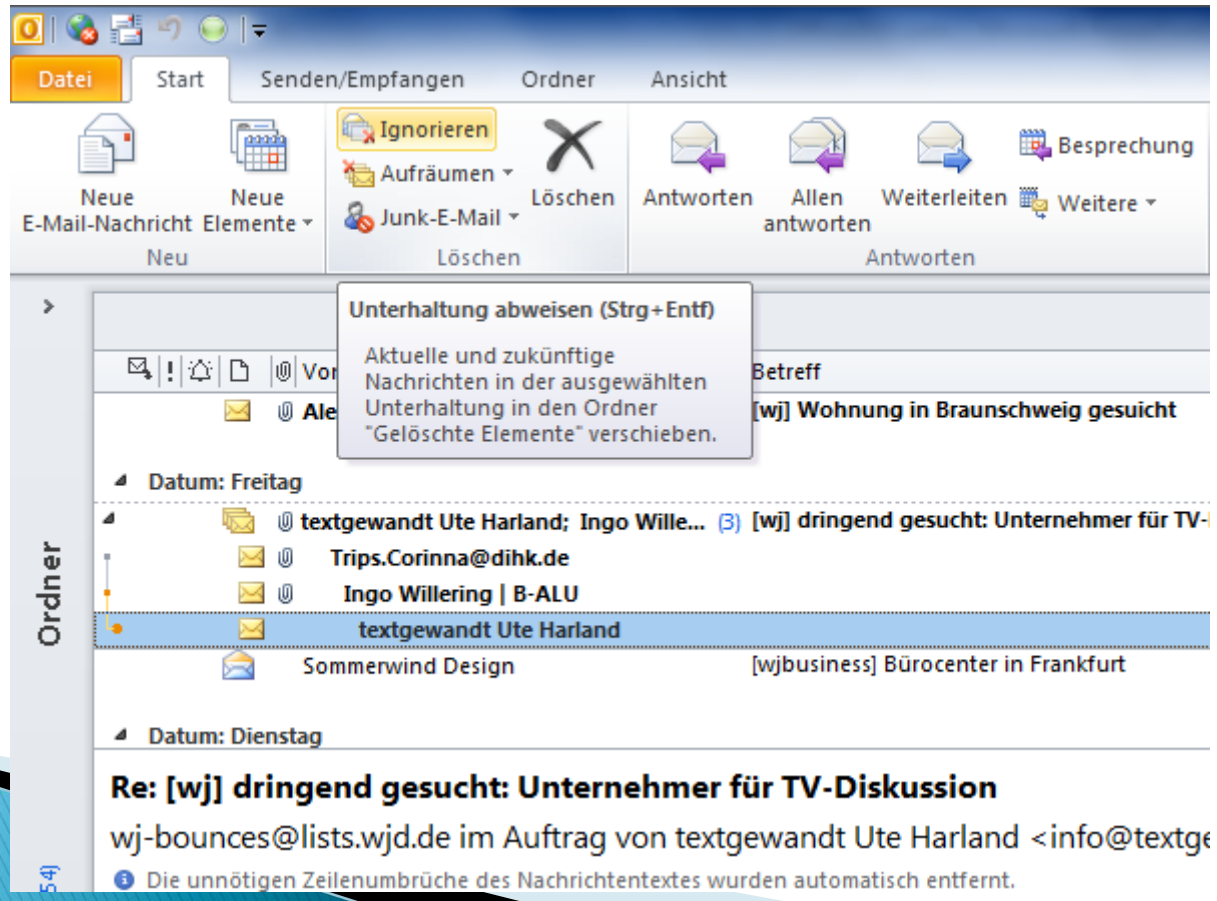 Datei Start Senden/Empfangen Ordner Ansicht
Ignorieren
Aufräumen
Junk-E-Mail
Neue
E-Mail-Nachricht
Neue
Elemente
Löschen
Antworten
Allen
antworten
Weiterleiten
Besprechung
Weitere
Neu Löschen Antworten
Unterhaltung abweisen (Strg+Entf)
Aktuelle und zukünftige
Nachrichten in der ausgewählten
Unterhaltung in den Ordner
"Gelöschte Elemente" verschieben.
Betreff
[wj] Wohnung in Braunschweig gesuicht
Datum: Freitag
textgewandt Ute Harland; Ingo Wille... (3) [wj] dringend gesucht: Unternehmer für TV-
Trips.Corinna@dihk.de
Ingo Willering | B-ALU
textgewandt Ute Harland
Sommerwind Design [wjbusiness] Bürocenter in Frankfurt
Datum: Dienstag
Ordner
Re: [wj] dringend gesucht: Unternehmer für TV-Diskussion
wj-bounces@lists.wjd.de im Auftrag von textgewandt Ute Harland <info@textge
Die unnötigen Zeilenumbrüche des Nachrichtentextes wurden automatisch entfernt.